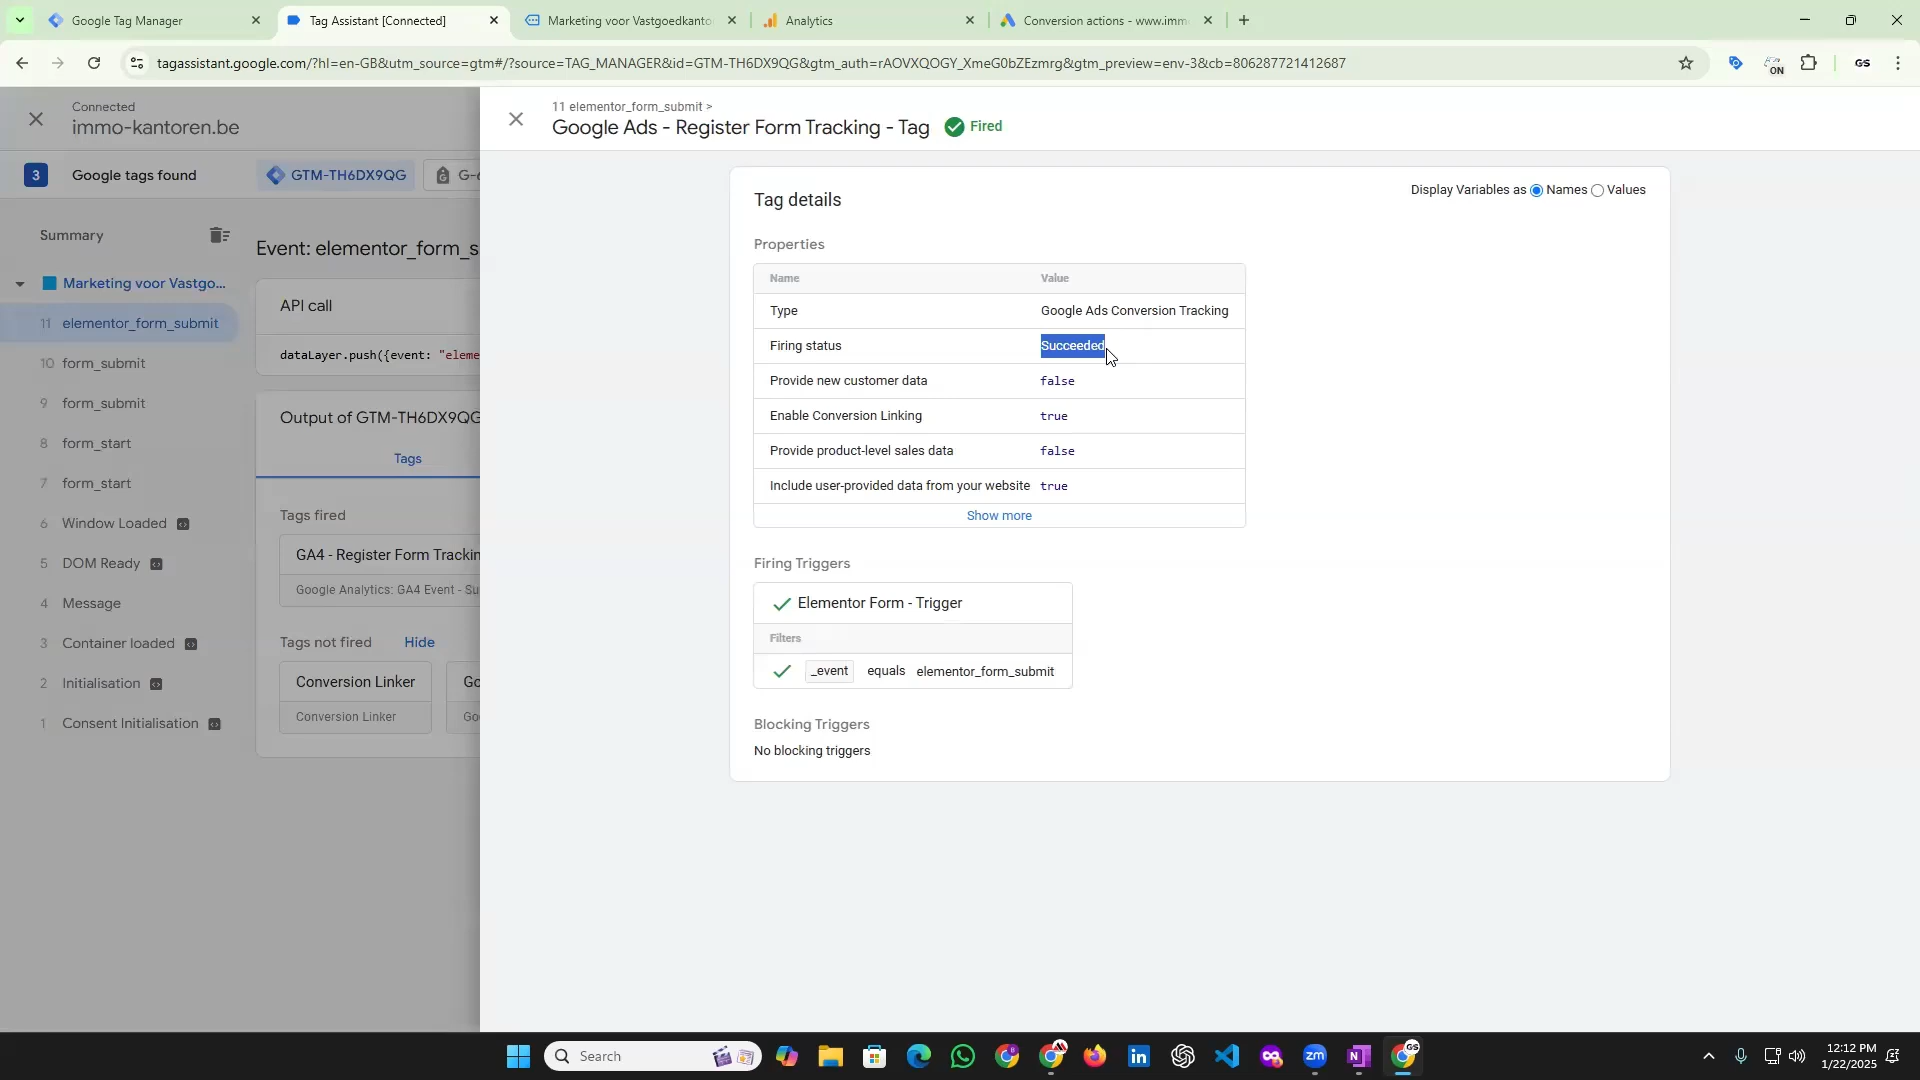 Google Tag Manager
Tag Assistant [Connected]
Marketing voor Vastgoedkanto
Analytics
Conversion actions - www.imm
tagassistant.google.com/?hl=en-GB&utm_source=gtm#/?source=TAG_MANAGER&id=GTM-TH6DX9QG&gtm_auth=rAOVXQOGY_XmeG0bZEzmrg&gtm_preview=env-3&cb=806287721412687
ON
GS
Connected
immo-kantoren.be
3
Google tags found
GTM-TH6DX9QG
Summary
Event: elementor_form_s
Marketing voor Vastgo...
11 elementor_form_submit
10 form_submit
9 form_submit
8 form_start
7 form_start
6 Window Loaded
5 DOM Ready
4 Message
3 Container loaded
2 Initialisation
1 Consent Initialisation
API call
dataLayer.push({event: "eleme
Output of GTM-TH6DX9QG
Tags
Tags fired
GA4 - Register Form Trackin
Google Analytics: GA4 Event - Su
Tags not fired Hide
Conversion Linker
Conversion Linker
Go
Go
11 elementor_form_submit >
Google Ads - Register Form Tracking - Tag
Fired
Tag details
Display Variables as Names Values
Properties
Name Value
Type Google Ads Conversion Tracking
Firing status Succeeded
Provide new customer data false
Enable Conversion Linking true
Provide product-level sales data false
Include user-provided data from your website true
Show more
Firing Triggers
Elementor Form - Trigger
Filters
_event equals elementor_form_submit
Blocking Triggers
No blocking triggers
Search
zm
12:12 PM
1/22/2025